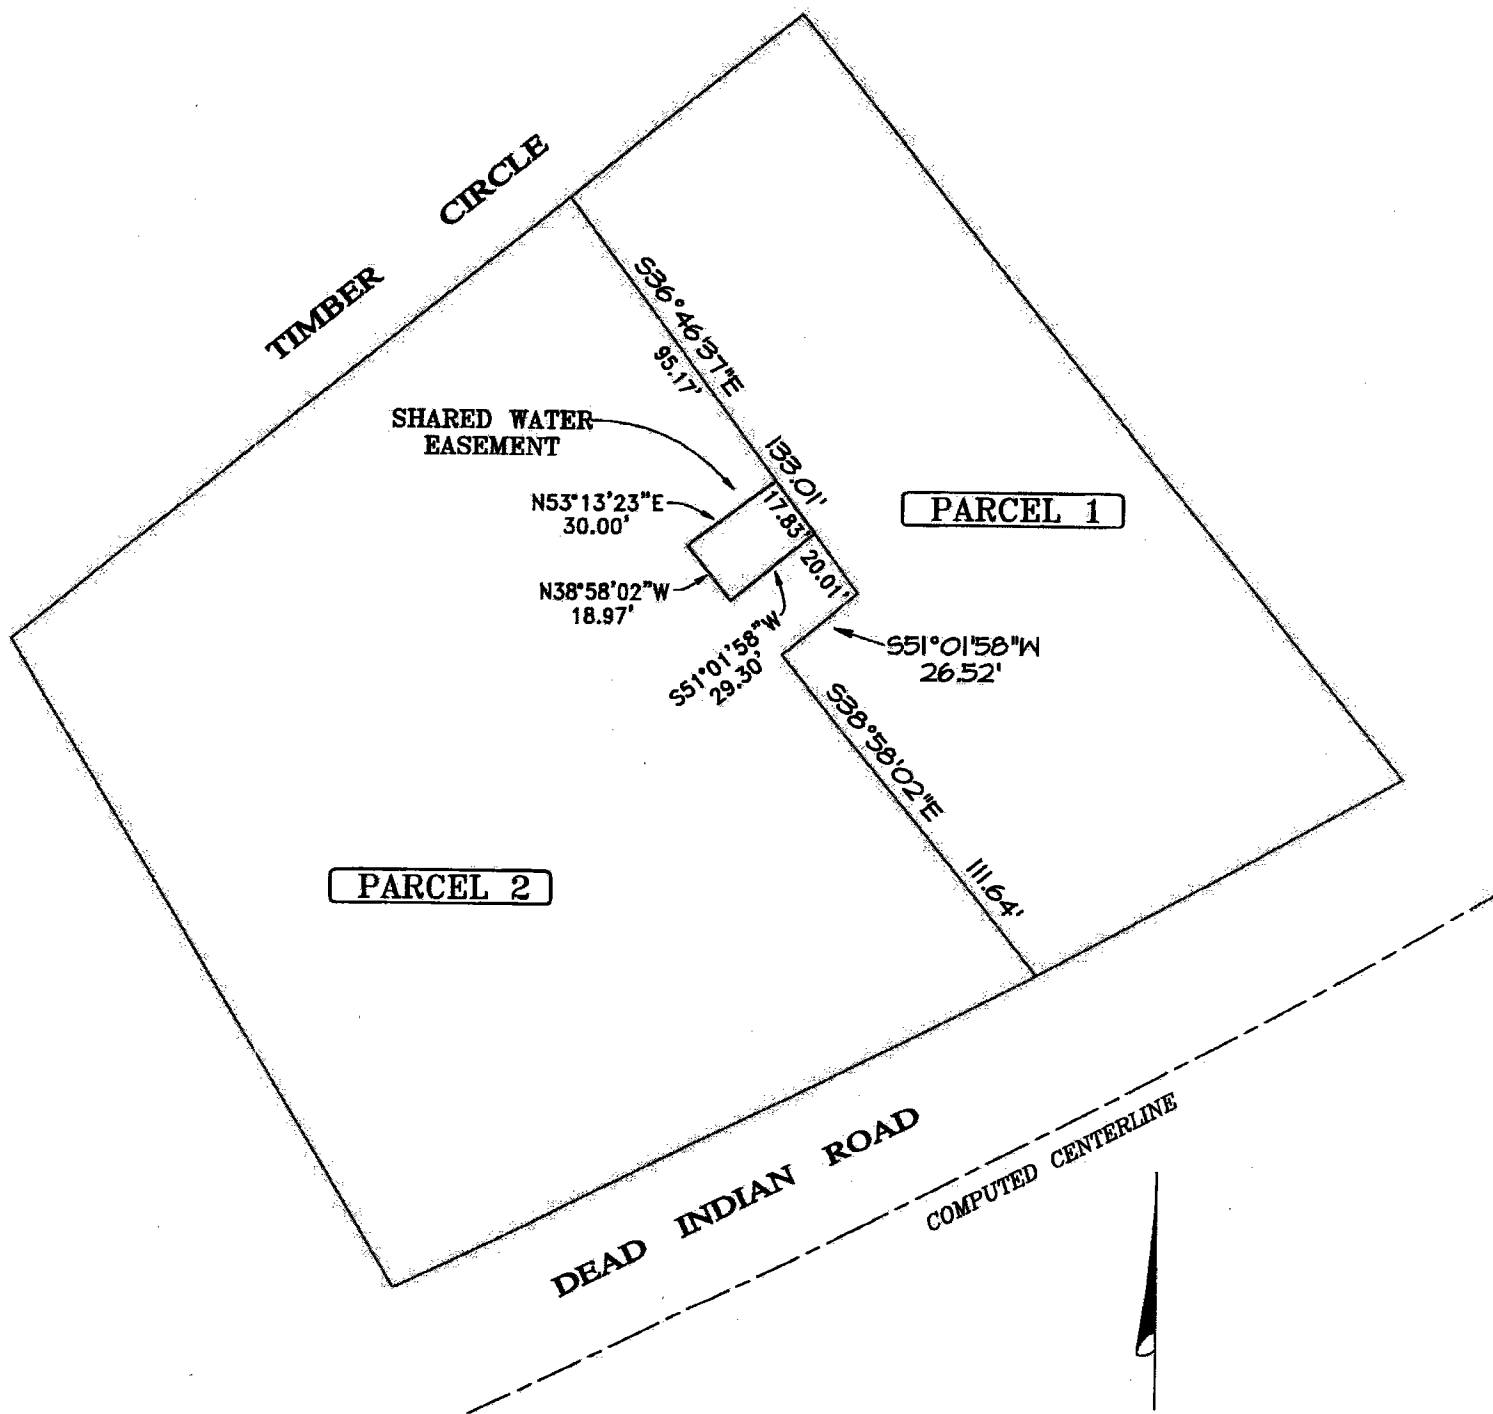 TIMBER CIRCLE
S36°46'37"E
95.17'
133.01'
SHARED WATER
EASEMENT
N53°13'23"E
30.00'
17.83'
PARCEL 1
20.01'
N38°58'02"W
18.97'
S51°01'58"W
29.30'
S51°01'58"W
26.52'
S38°58'02"E
111.64'
PARCEL 2
DEAD INDIAN ROAD
COMPUTED CENTERLINE